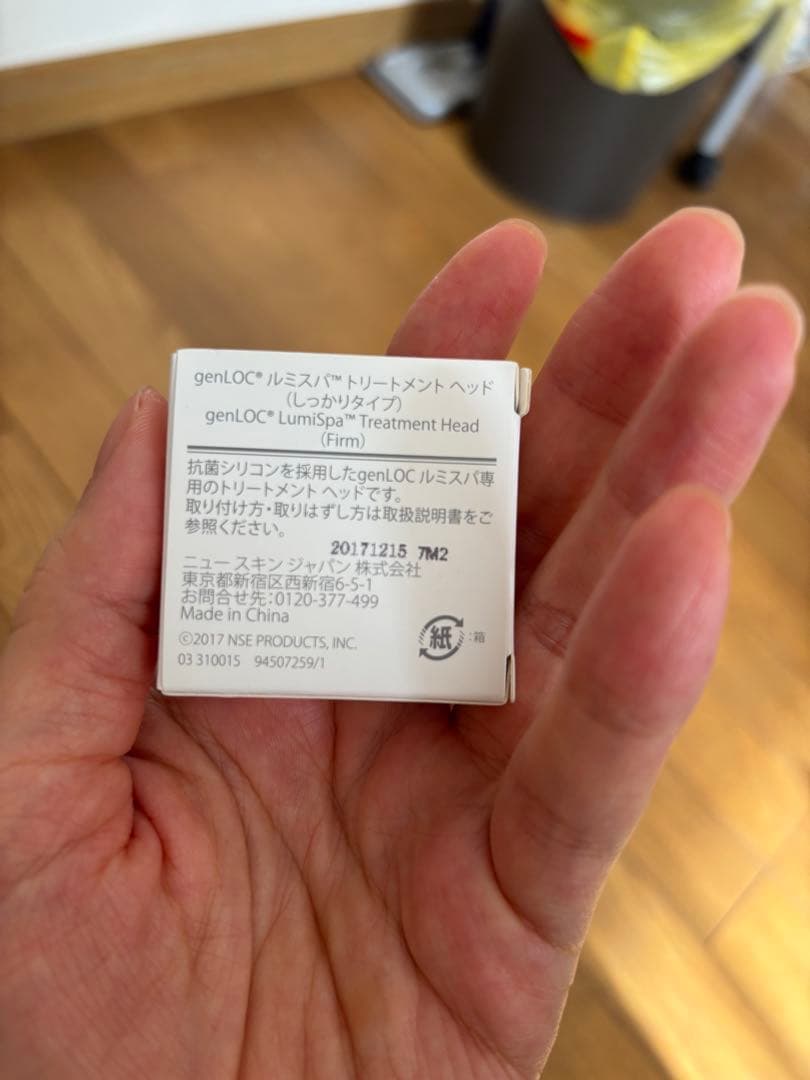 genLOC® ルミスパ™ トリートメント ヘッド
（しっかりタイプ）
genLOC® LumiSpa™ Treatment Head
（Firm）
抗菌シリコンを採用したgenLOC ルミスパ専
用のトリートメント ヘッドです。
取り付け方・取りはずし方は取扱説明書をご
参照ください。
20171215 7M2
ニュー スキン ジャパン 株式会社
東京都新宿区西新宿6-5-1
お問合せ先：0120-377-499
Made in China
©2017 NSE PRODUCTS, INC.
03 310015 94507259/1
紙：箱